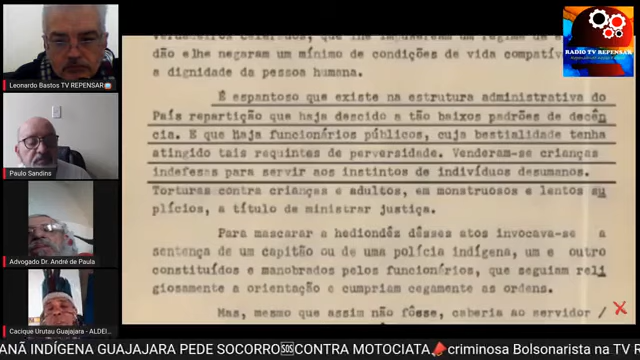 Leonardo Bastos TV REPENSAR
Paulo Sandins
Advogado Dr. André de Paula
Cacique Urutau Guajajara - ALDEI...
dão e lhe negaram um mínimo de condições de vida compatív
a dignidade da pessoa humana.
É espantoso que existe na estrutura administrativa do
País repartição que haja descido a tão baixos padrões de decên
cia. E que haja funcionários públicos, cuja bestialidade tenha
atingido tais requintes de perversidade. Venderam-se crianças
indefesas para servir aos instintos de indivíduos desumanos.
Torturas contra crianças e adultos, em monstruosos e lentos su
plícios, a título de ministrar justiça.
Para mascarar a hediondêz dêsses atos invocava-se a
sentença de um capitão ou de uma polícia indígena, um e outro
constituídos e manobrados pelos funcionários, que seguiam reli
giosamente a orientação e cumpriam cegamente as ordens.
Mas, mesmo que assim não fôsse, caberia ao servidor /
RADIO TV REPENSAR
ANÃ INDÍGENA GUAJAJARA PEDE SOCORRO🆘CONTRA MOTOCIATA📣criminosa Bolsonarista na TV R